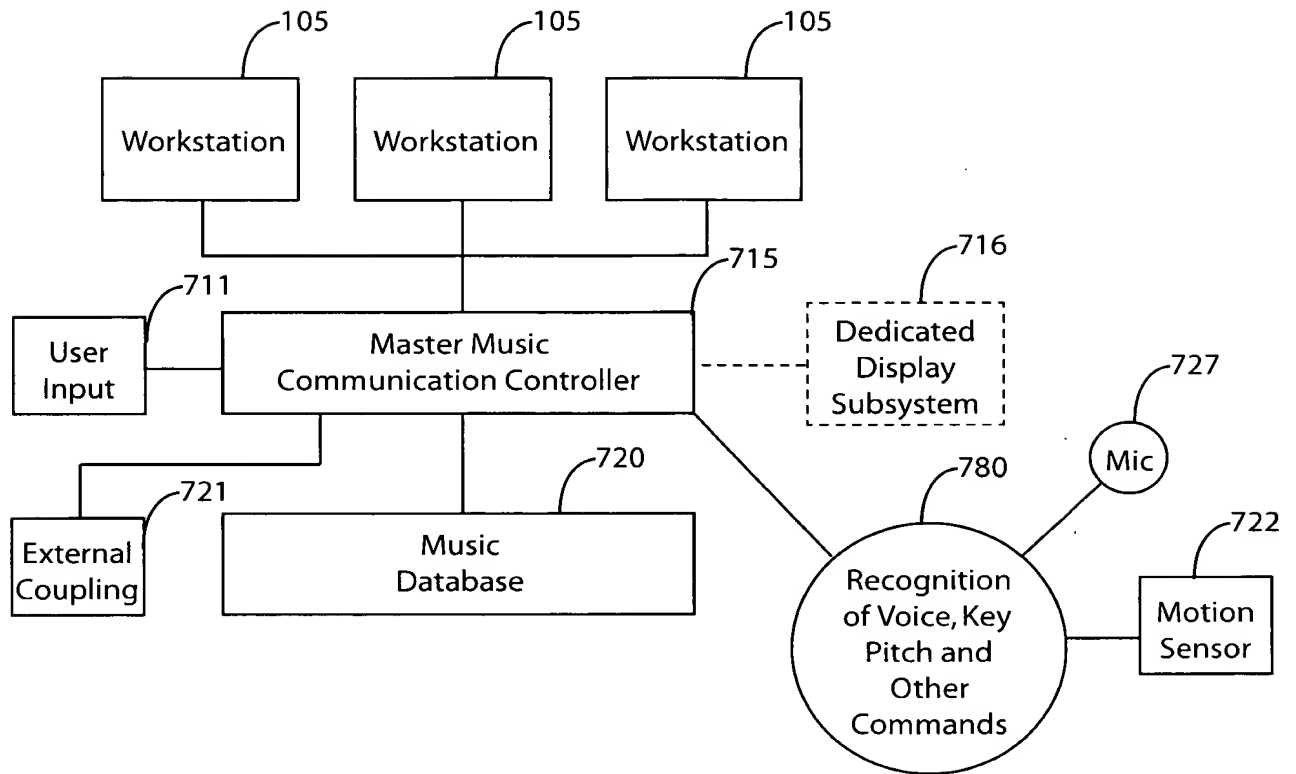 105
105
105
Workstation
Workstation
Workstation
716
715
711
Dedicated
Display
Subsystem
User
Input
Master Music
Communication Controller
727
Mic
720
780
721
722
External
Coupling
Music
Database
Recognition
of Voice, Key
Pitch and
Other
Commands
Motion
Sensor